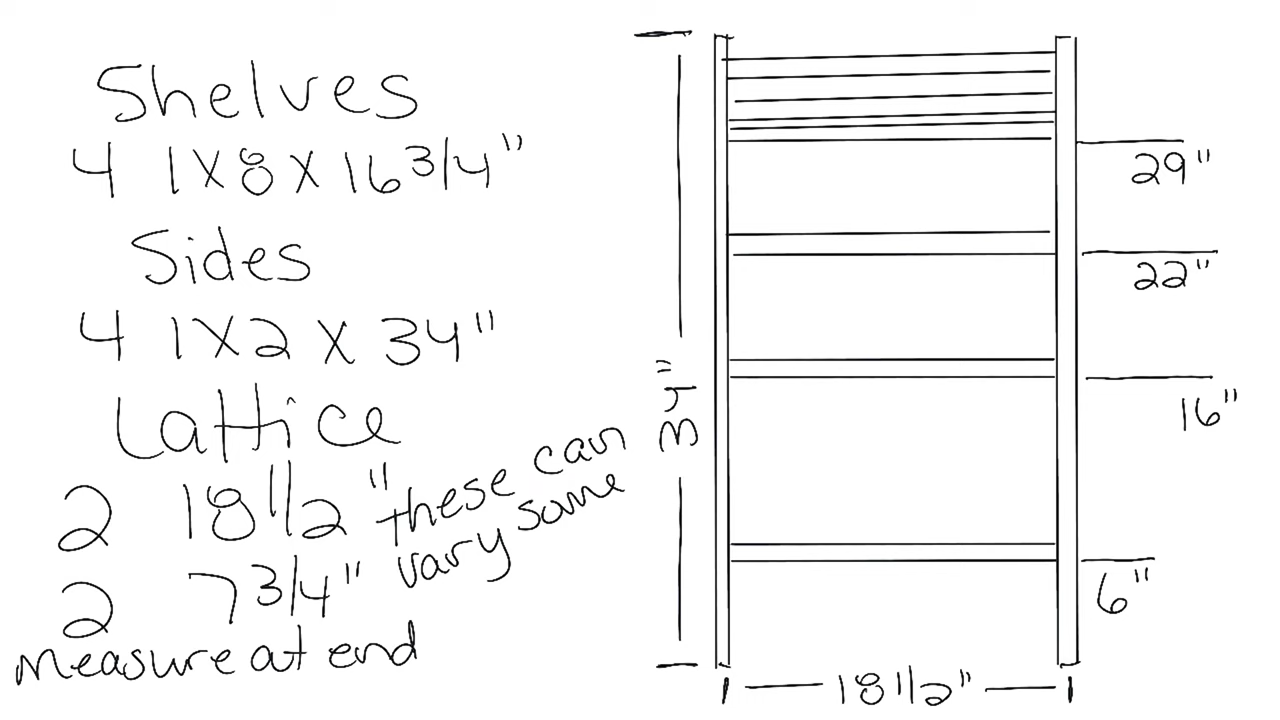 Shelves
4 1X8X16 3/4"
Sides
4 1X2 X 34"
Lattice
2 18 1/2" these can vary some
2 7 3/4"
Measure at end
34"
29"
22"
16"
6"
18 1/2"